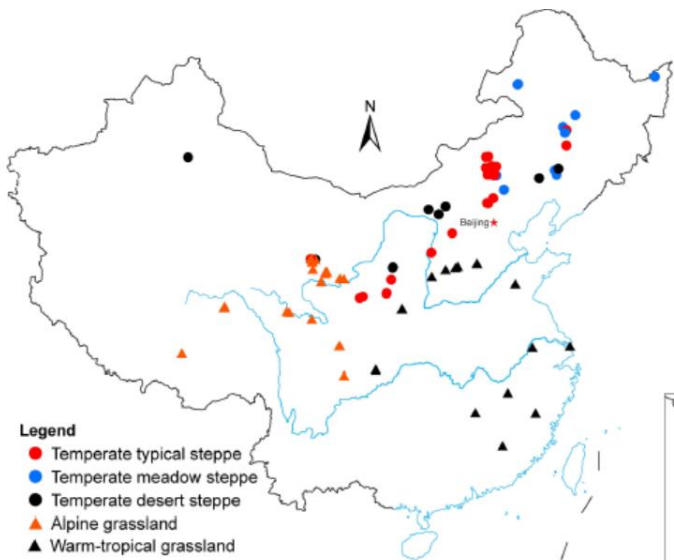 N
Beijing
Legend
Temperate typical steppe
Temperate meadow steppe
Temperate desert steppe
Alpine grassland
Warm-tropical grassland